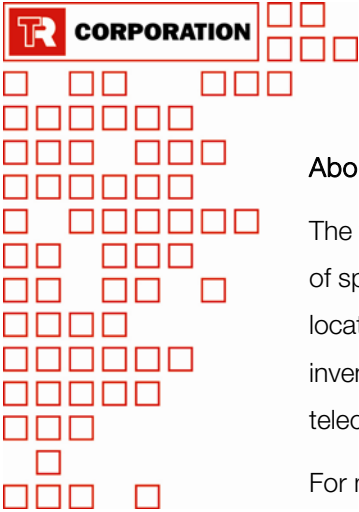 TR CORPORATION
Abo
The
of sp
locat
inver
telec
For r